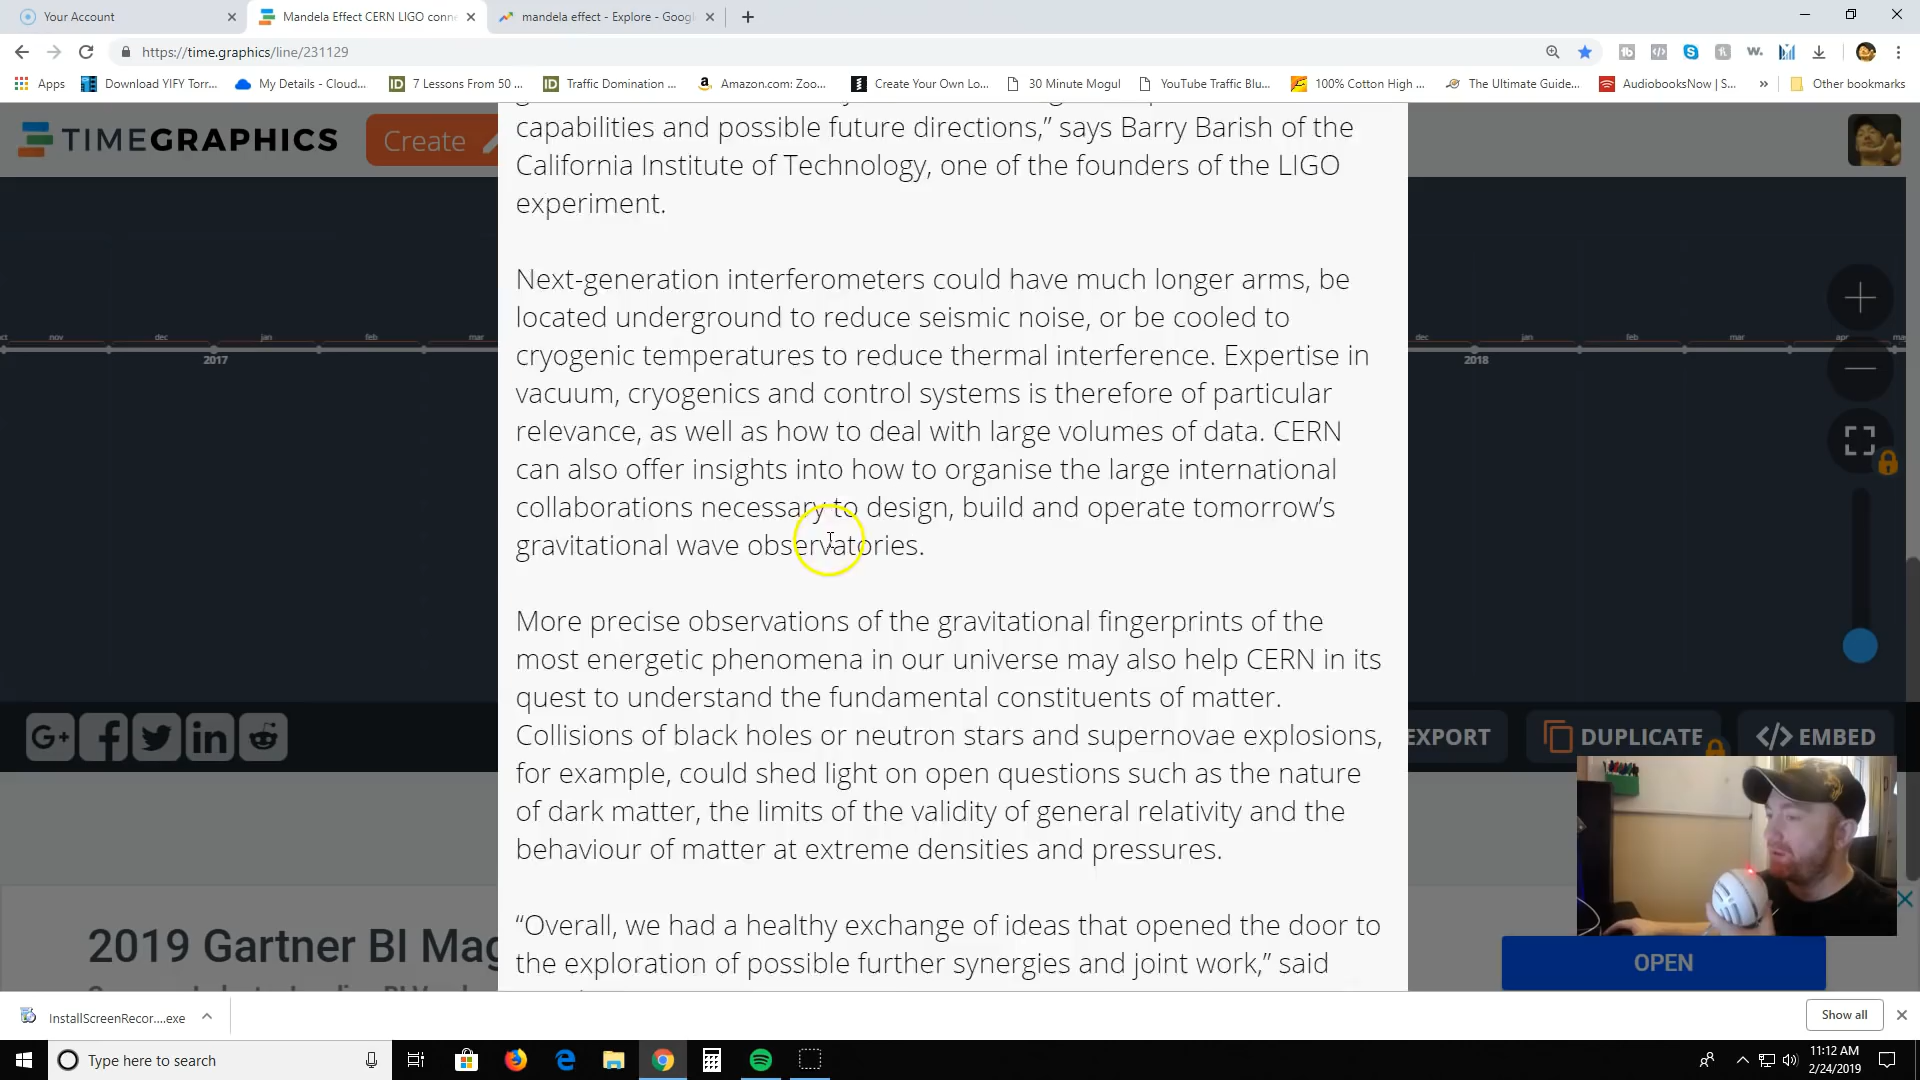 Your Account
Mandela Effect CERN LIGO conne
mandela effect - Explore - Googl
https://time.graphics/line/231129
Apps
Download YIFY Torr...
My Details - Cloud...
7 Lessons From 50 ...
Traffic Domination ...
Amazon.com: Zoo...
Create Your Own Lo...
30 Minute Mogul
YouTube Traffic Blu...
100% Cotton High ...
The Ultimate Guide...
AudiobooksNow | S...
Other bookmarks
TIMEGRAPHICS
Create
capabilities and possible future directions,” says Barry Barish of the
California Institute of Technology, one of the founders of the LIGO
experiment.
Next-generation interferometers could have much longer arms, be
located underground to reduce seismic noise, or be cooled to
cryogenic temperatures to reduce thermal interference. Expertise in
vacuum, cryogenics and control systems is therefore of particular
relevance, as well as how to deal with large volumes of data. CERN
can also offer insights into how to organise the large international
collaborations necessary to design, build and operate tomorrow’s
gravitational wave observatories.
More precise observations of the gravitational fingerprints of the
most energetic phenomena in our universe may also help CERN in its
quest to understand the fundamental constituents of matter.
Collisions of black holes or neutron stars and supernovae explosions,
for example, could shed light on open questions such as the nature
of dark matter, the limits of the validity of general relativity and the
behaviour of matter at extreme densities and pressures.
“Overall, we had a healthy exchange of ideas that opened the door to
the exploration of possible further synergies and joint work,” said
nov dec jan feb mar
2017
dec jan feb mar apr
2018
EXPORT
DUPLICATE
</> EMBED
2019 Gartner BI Mag
OPEN
InstallScreenRecor....exe
Show all
Type here to search
11:12 AM
2/24/2019